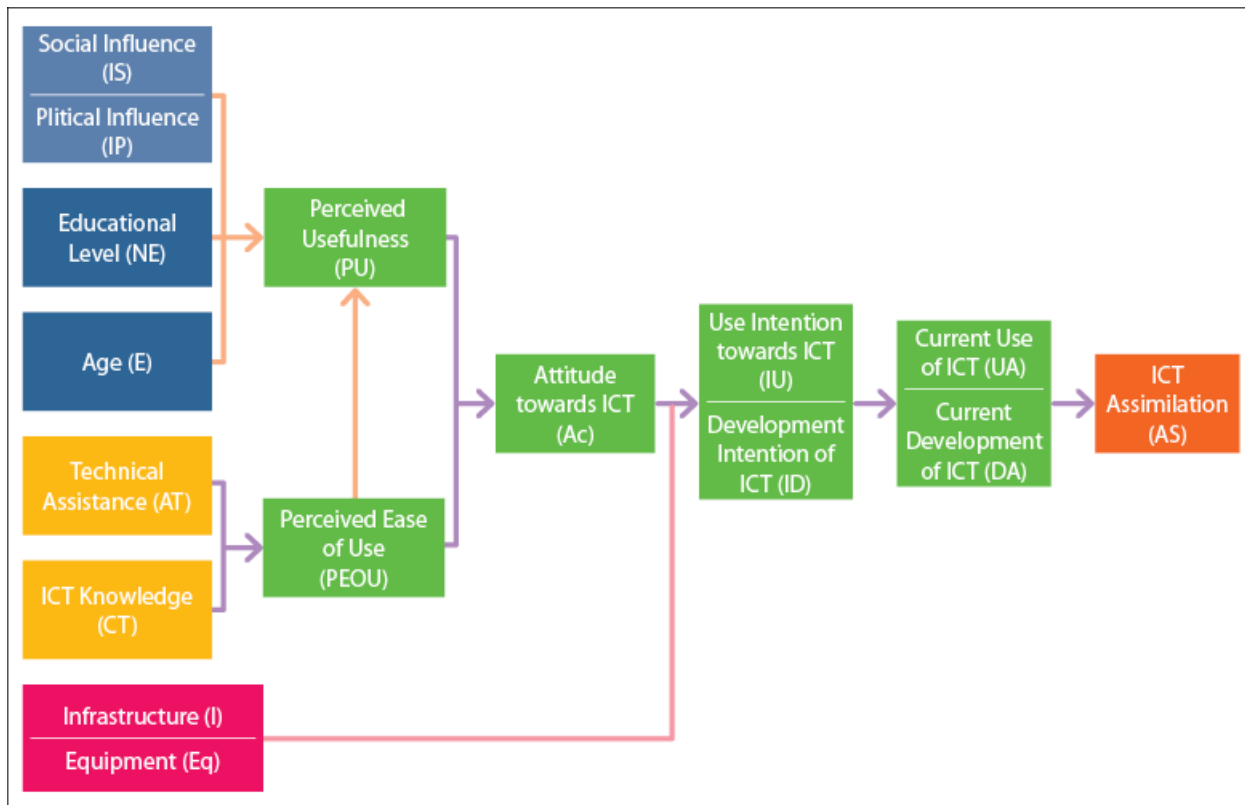 Social Influence
(IS)
Plitical Influence
(IP)
Educational
Level (NE)
Age (E)
Technical
Assistance (AT)
ICT Knowledge
(CT)
Infrastructure (I)
Equipment (Eq)
Perceived
Usefulness
(PU)
Perceived Ease
of Use
(PEOU)
Attitude
towards ICT
(Ac)
Use Intention
towards ICT
(IU)
Development
Intention of
ICT (ID)
Current Use
of ICT (UA)
Current
Development
of ICT (DA)
ICT
Assimilation
(AS)